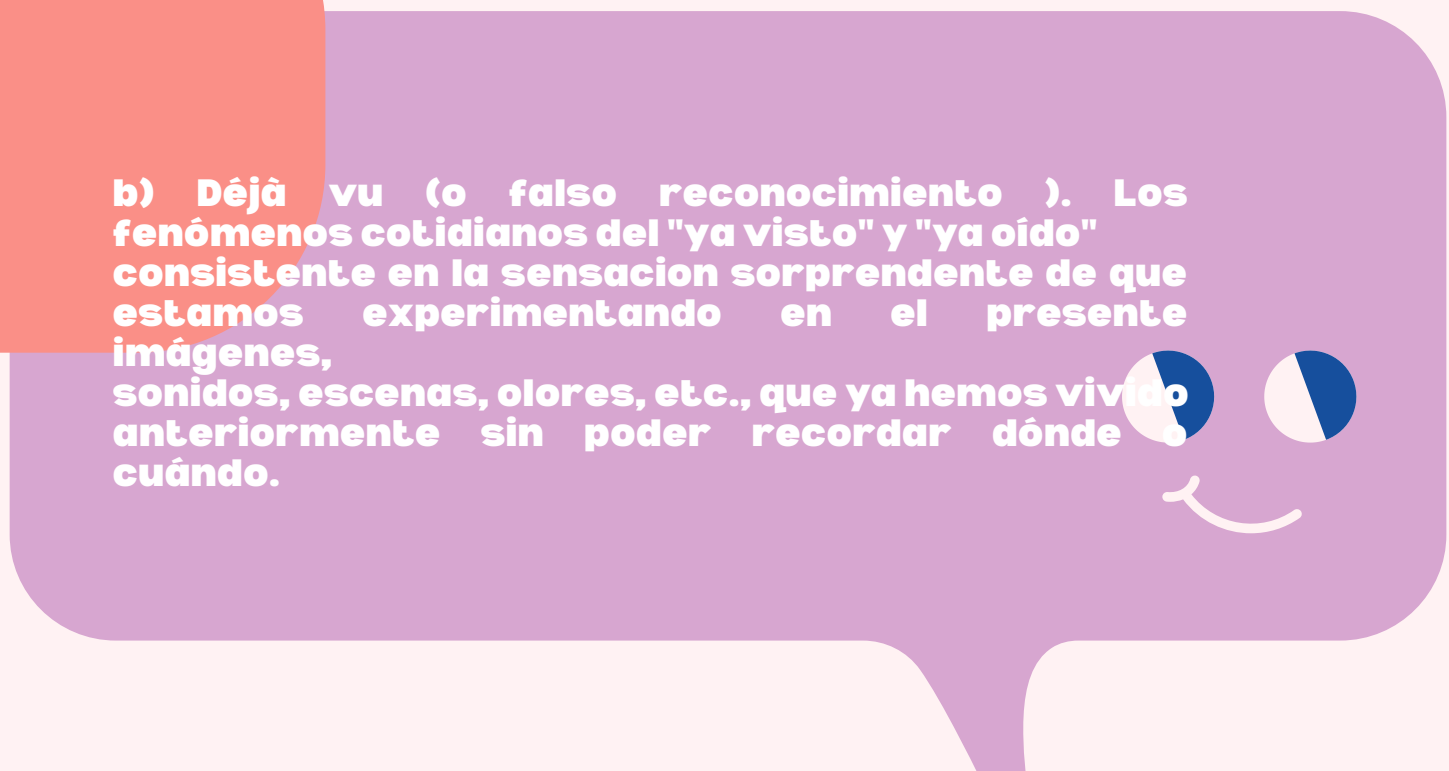 b) Déjà vu (o falso reconocimiento ). Los
fenómenos cotidianos del "ya visto" y "ya oído"
consistente en la sensacion sorprendente de que
estamos experimentando en el presente
imágenes,
sonidos, escenas, olores, etc., que ya hemos vivido
anteriormente sin poder recordar dónde o
cuándo.